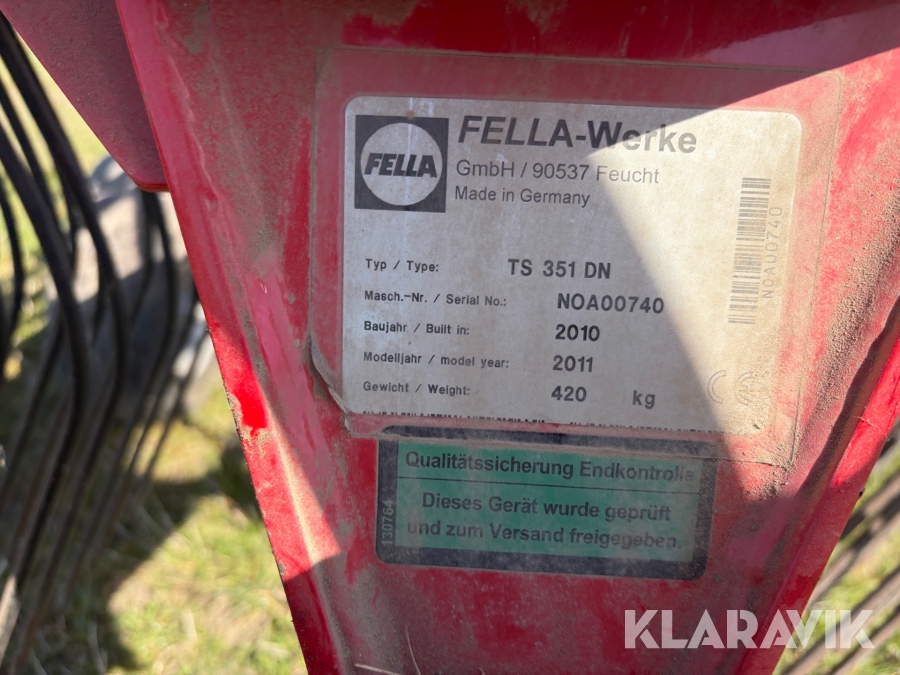 FELLA
FELLA-Werke
GmbH / 90537 Feucht
Made in Germany
NOA00740
Typ / Type: TS 351 DN
Masch.-Nr. / Serial No.: NOA00740
Baujahr / Built in: 2010
Modelljahr / model year: 2011
Gewicht / Weight: 420 kg
CE
Qualitätssicherung Endkontrolle
Dieses Gerät wurde geprüft
und zum Versand freigegeben.
130764
KLARAVIK